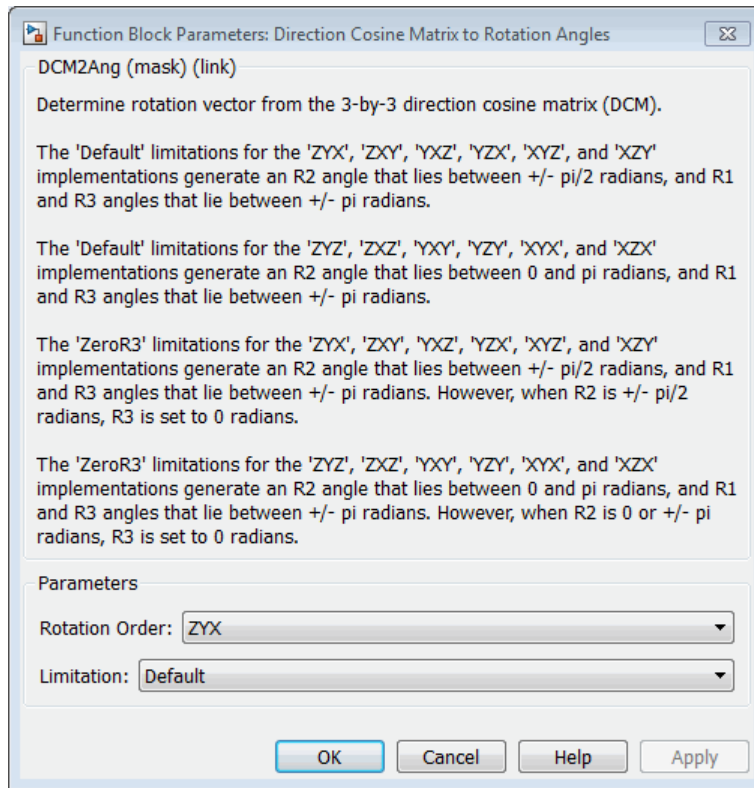 Function Block Parameters: Direction Cosine Matrix to Rotation Angles
DCM2Ang (mask) (link)
Determine rotation vector from the 3-by-3 direction cosine matrix (DCM).
The 'Default' limitations for the 'ZYX', 'ZXY', 'YXZ', 'YZX', 'XYZ', and 'XZY'
implementations generate an R2 angle that lies between +/- pi/2 radians, and R1
and R3 angles that lie between +/- pi radians.
The 'Default' limitations for the 'ZYZ', 'ZXZ', 'YXY', 'YZY', 'XYX', and 'XZX'
implementations generate an R2 angle that lies between 0 and pi radians, and R1
and R3 angles that lie between +/- pi radians.
The 'ZeroR3' limitations for the 'ZYX', 'ZXY', 'YXZ', 'YZX', 'XYZ', and 'XZY'
implementations generate an R2 angle that lies between +/- pi/2 radians, and R1
and R3 angles that lie between +/- pi radians. However, when R2 is +/- pi/2
radians, R3 is set to 0 radians.
The 'ZeroR3' limitations for the 'ZYZ', 'ZXZ', 'YXY', 'YZY', 'XYX', and 'XZX'
implementations generate an R2 angle that lies between 0 and pi radians, and R1
and R3 angles that lie between +/- pi radians. However, when R2 is 0 or +/- pi
radians, R3 is set to 0 radians.
Parameters
Rotation Order: ZYX
Limitation: Default
OK Cancel Help Apply